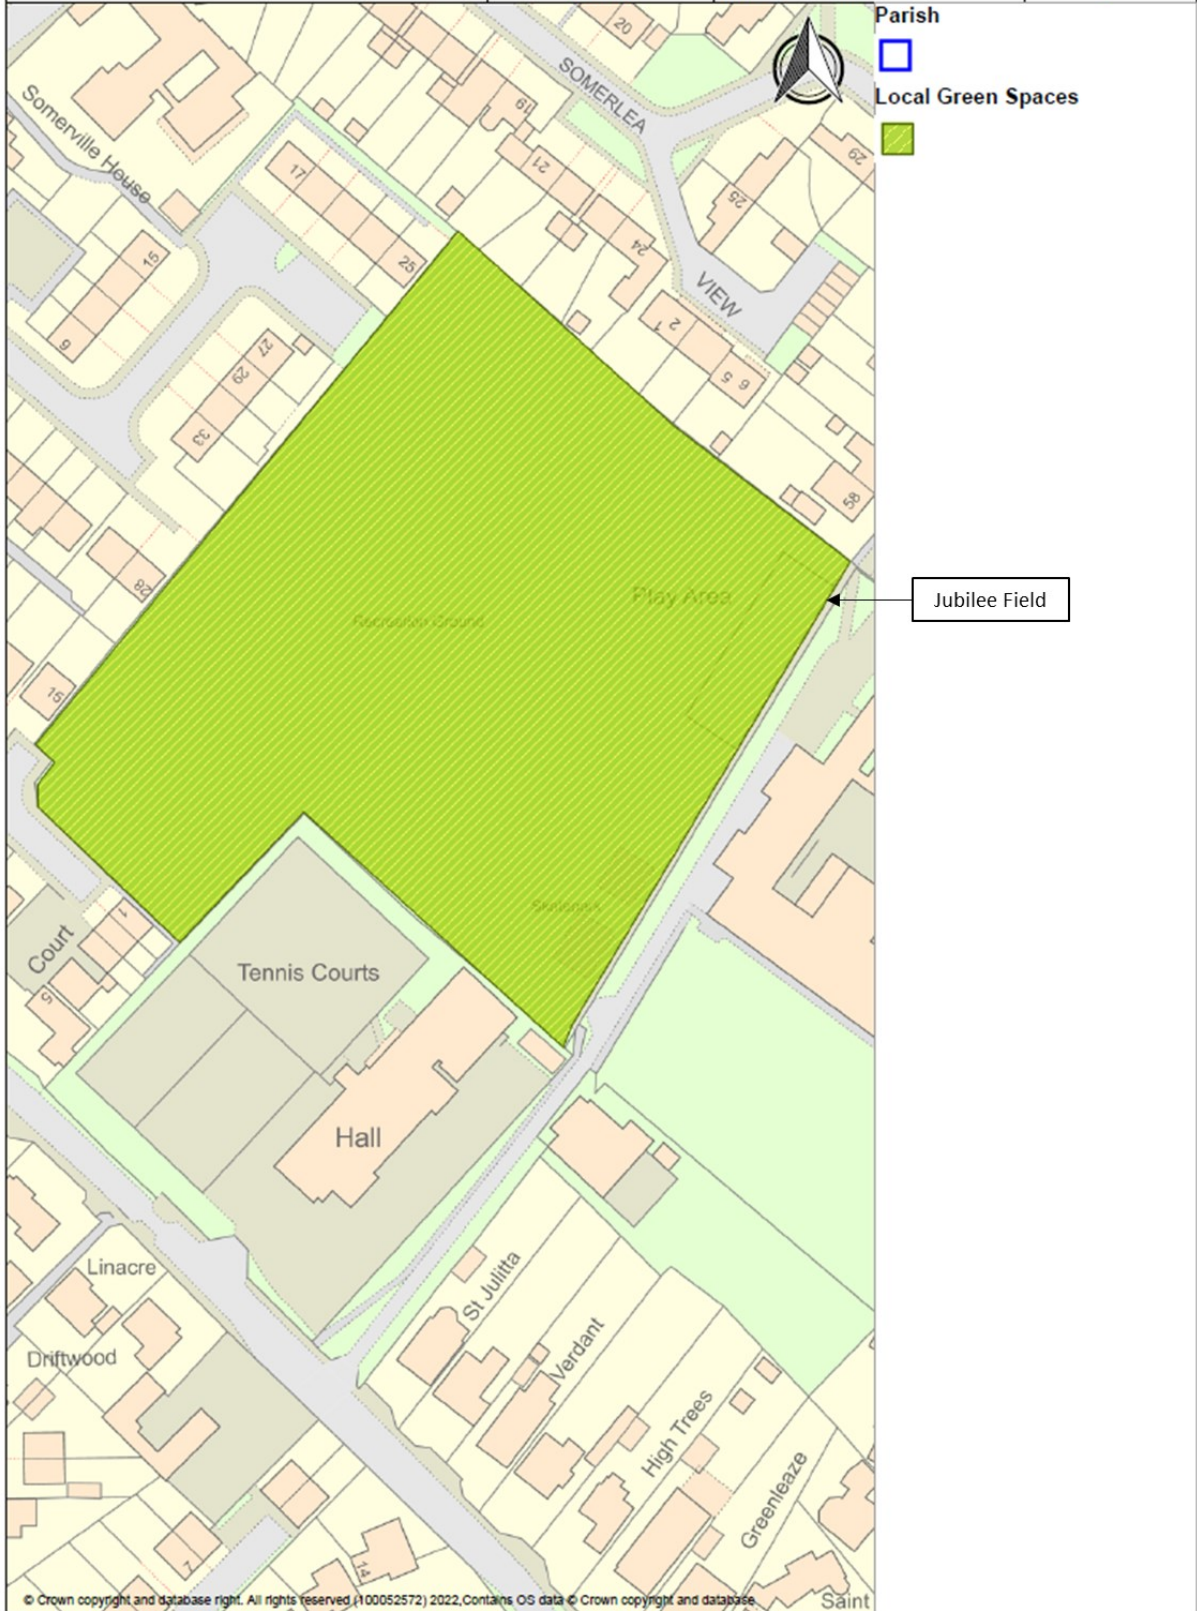 Parish
Local Green Spaces
20
SOMERLEA
19
Somerville House
21
29
17
25
24
25
15
VIEW
2
1
6
27
5
6
29
33
58
28
Play Area
Jubilee Field
Recreation Ground
15
Skatepark
1
Court
Tennis Courts
5
Hall
Linacre
St Julitta
Driftwood
Verdant
High Trees
Greenleaze
7
14
© Crown copyright and database right. All rights reserved (100052572) 2022,Contains OS data © Crown copyright and database
Saint